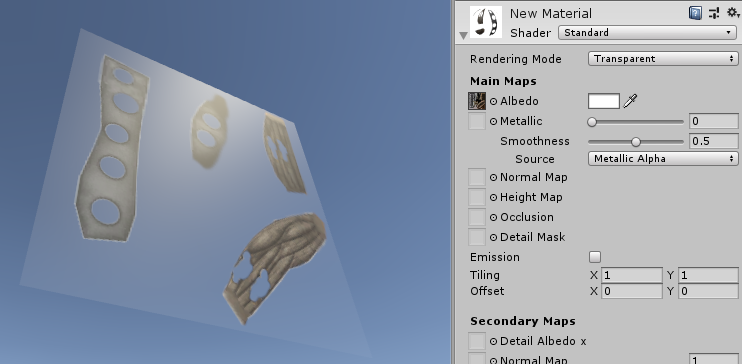 New Material
Shader Standard
Rendering Mode Transparent
Main Maps
Albedo
Metallic 0
Smoothness 0.5
Source Metallic Alpha
Normal Map
Height Map
Occlusion
Detail Mask
Emission
Tiling X 1 Y 1
Offset X 0 Y 0
Secondary Maps
Detail Albedo x
Normal Map 1